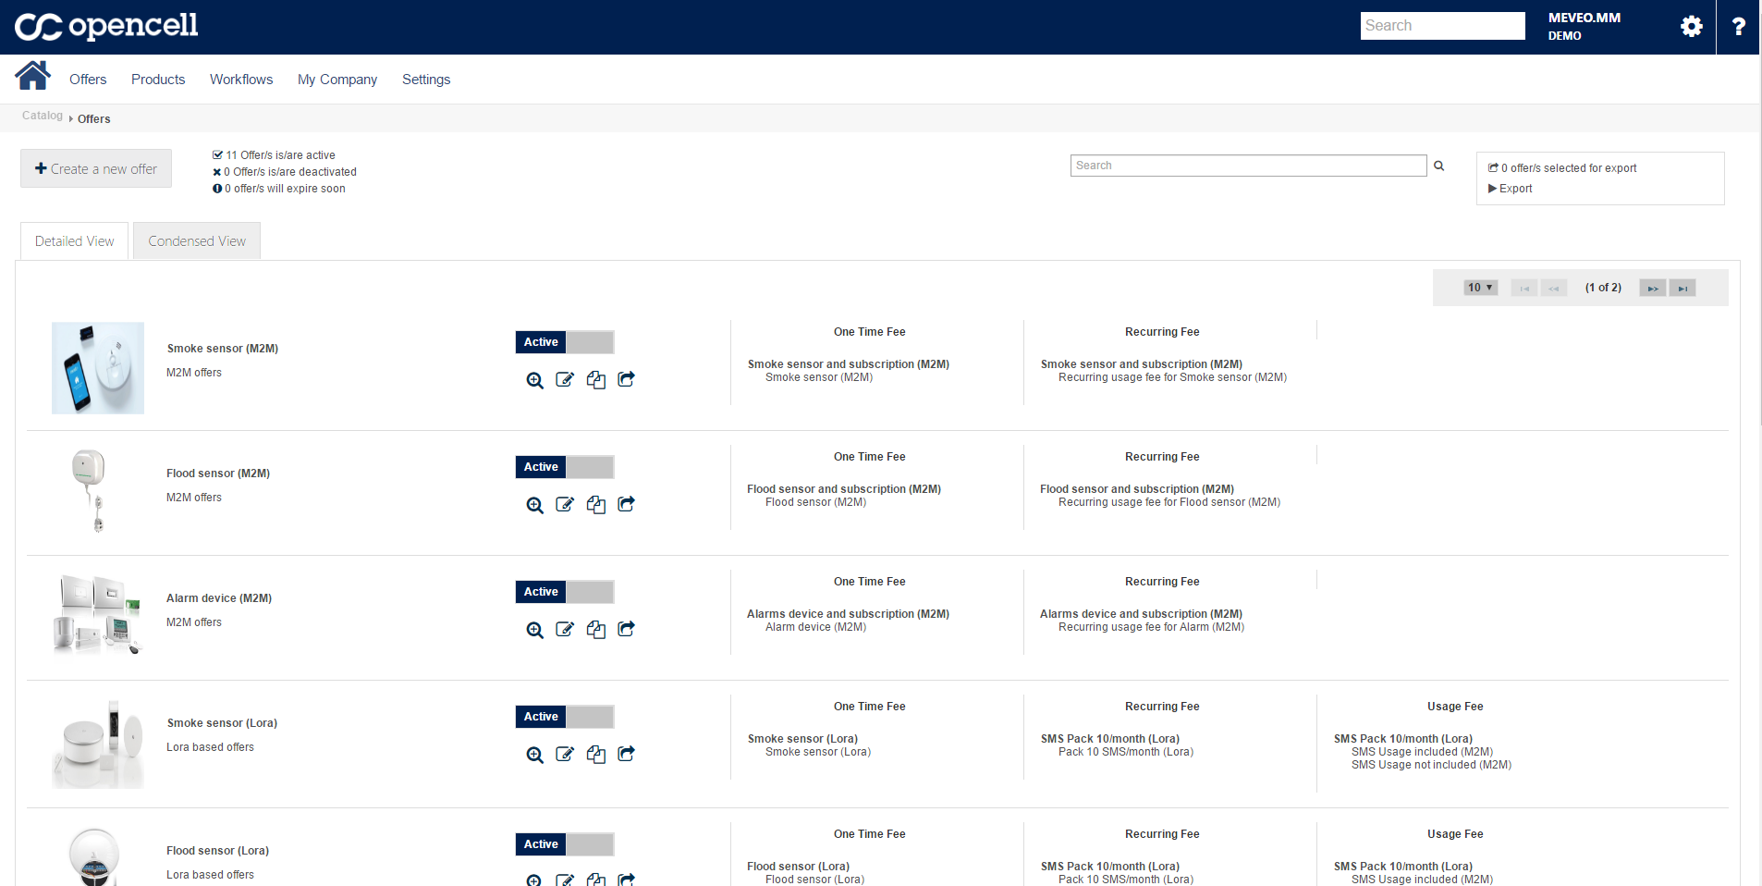 opencell
Search
MEVEO.MM
DEMO
?
Offers Products Workflows My Company Settings
Catalog Offers
Create a new offer
11 Offer/s is/are active
0 Offer/s is/are deactivated
0 offer/s will expire soon
Search
0 offer/s selected for export
Export
Detailed View Condensed View
10 (1 of 2)
Smoke sensor (M2M)
M2M offers
Active
One Time Fee
Smoke sensor and subscription (M2M)
Smoke sensor (M2M)
Recurring Fee
Smoke sensor and subscription (M2M)
Recurring usage fee for Smoke sensor (M2M)
Flood sensor (M2M)
M2M offers
Active
One Time Fee
Flood sensor and subscription (M2M)
Flood sensor (M2M)
Recurring Fee
Flood sensor and subscription (M2M)
Recurring usage fee for Flood sensor (M2M)
Alarm device (M2M)
M2M offers
Active
One Time Fee
Alarms device and subscription (M2M)
Alarm device (M2M)
Recurring Fee
Alarms device and subscription (M2M)
Recurring usage fee for Alarm (M2M)
Smoke sensor (Lora)
Lora based offers
Active
One Time Fee
Smoke sensor (Lora)
Smoke sensor (Lora)
Recurring Fee
SMS Pack 10/month (Lora)
Pack 10 SMS/month (Lora)
Usage Fee
SMS Pack 10/month (Lora)
SMS Usage included (M2M)
SMS Usage not included (M2M)
Flood sensor (Lora)
Lora based offers
Active
One Time Fee
Flood sensor (Lora)
Flood sensor (Lora)
Recurring Fee
SMS Pack 10/month (Lora)
Pack 10 SMS/month (Lora)
Usage Fee
SMS Pack 10/month (Lora)
SMS Usage included (M2M)